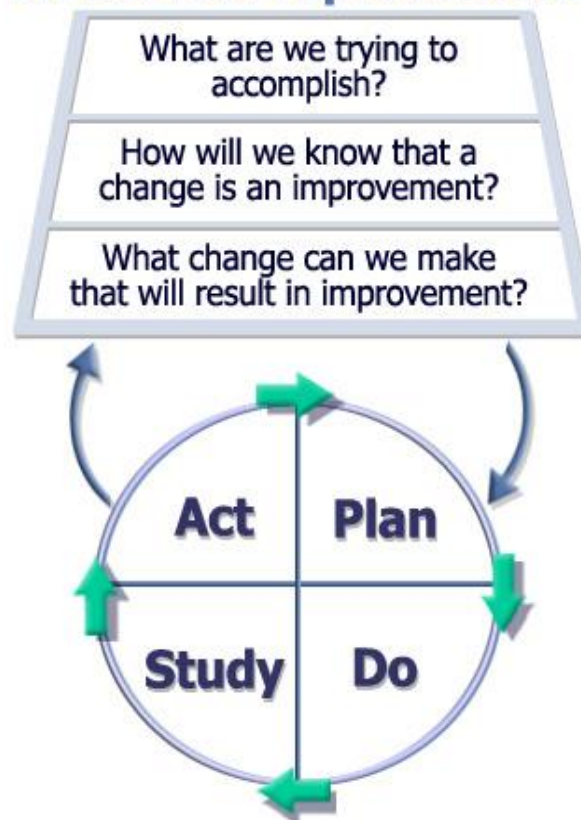 What are we trying to
accomplish?
How will we know that a
change is an improvement?
What change can we make
that will result in improvement?
Act
Plan
Study
Do